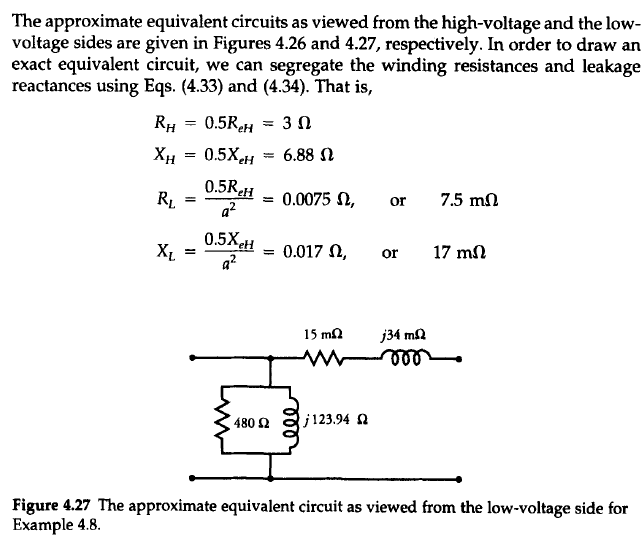 The approximate equivalent circuits as viewed from the high-voltage and the low-
voltage sides are given in Figures 4.26 and 4.27, respectively. In order to draw an
exact equivalent circuit, we can segregate the winding resistances and leakage
reactances using Eqs. (4.33) and (4.34). That is,
R_H = 0.5R_eH = 3 Ω
X_H = 0.5X_eH = 6.88 Ω
R_L = 0.5R_eH / a² = 0.0075 Ω, or 7.5 mΩ
X_L = 0.5X_eH / a² = 0.017 Ω, or 17 mΩ
15 mΩ j34 mΩ
480 Ω j123.94 Ω
Figure 4.27 The approximate equivalent circuit as viewed from the low-voltage side for
Example 4.8.